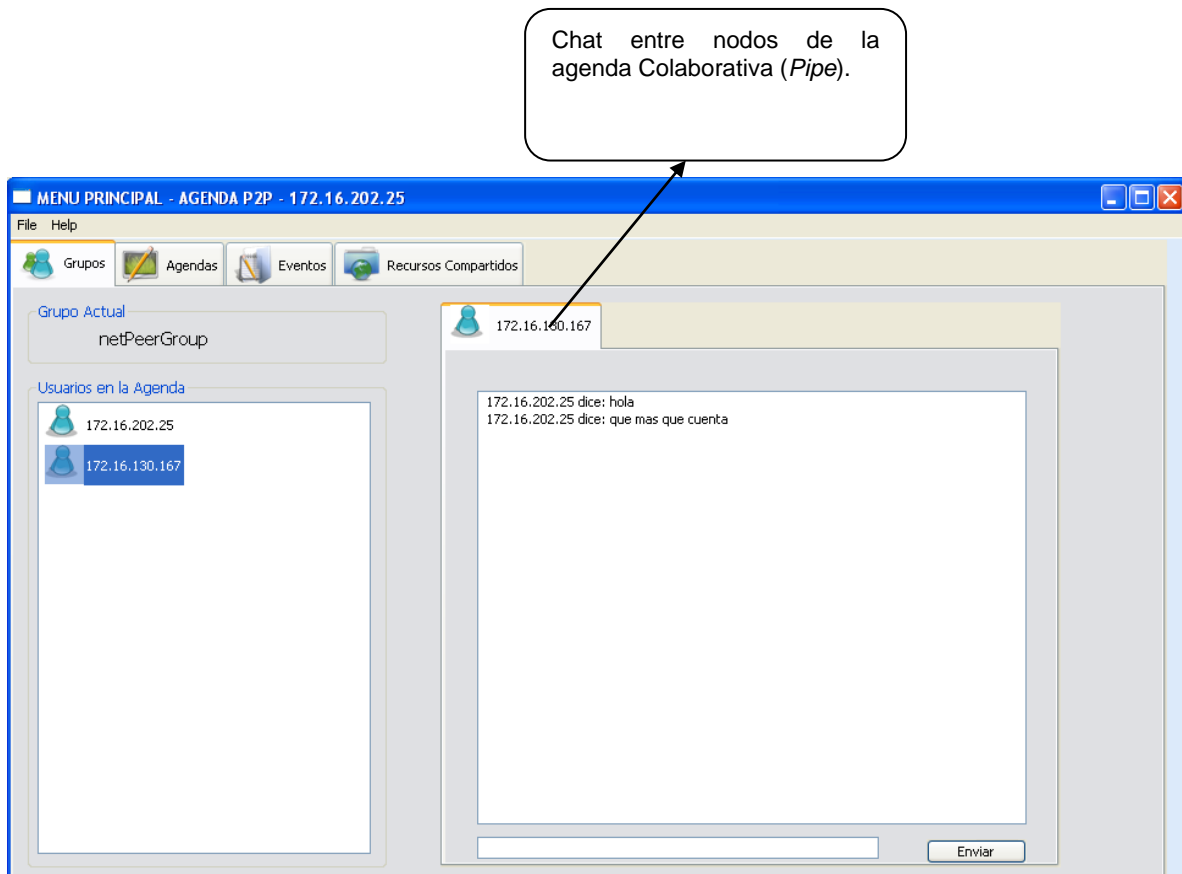 Chat entre nodos de la
agenda Colaborativa (Pipe).
MENU PRINCIPAL - AGENDA P2P - 172.16.202.25
File Help
Grupos Agendas Eventos Recursos Compartidos
Grupo Actual
netPeerGroup
172.16.130.167
Usuarios en la Agenda
172.16.202.25
172.16.130.167
172.16.202.25 dice: hola
172.16.202.25 dice: que mas que cuenta
Enviar